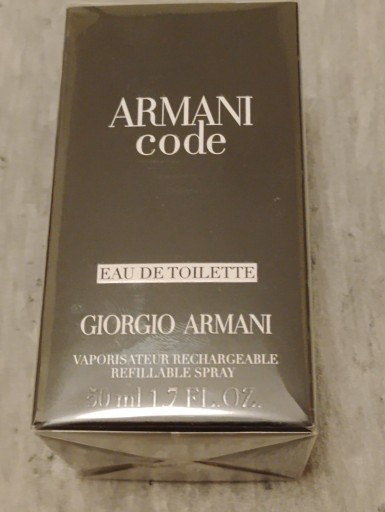 ARMANI
code
EAU DE TOILETTE
GIORGIO ARMANI
VAPORISATEUR RECHARGEABLE
REFILLABLE SPRAY
50 ml 1.7 FL.OZ.